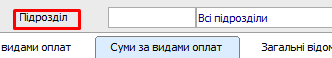 Підрозділ Всі підрозділи
видами оплат Суми за видами оплат Загальні відом